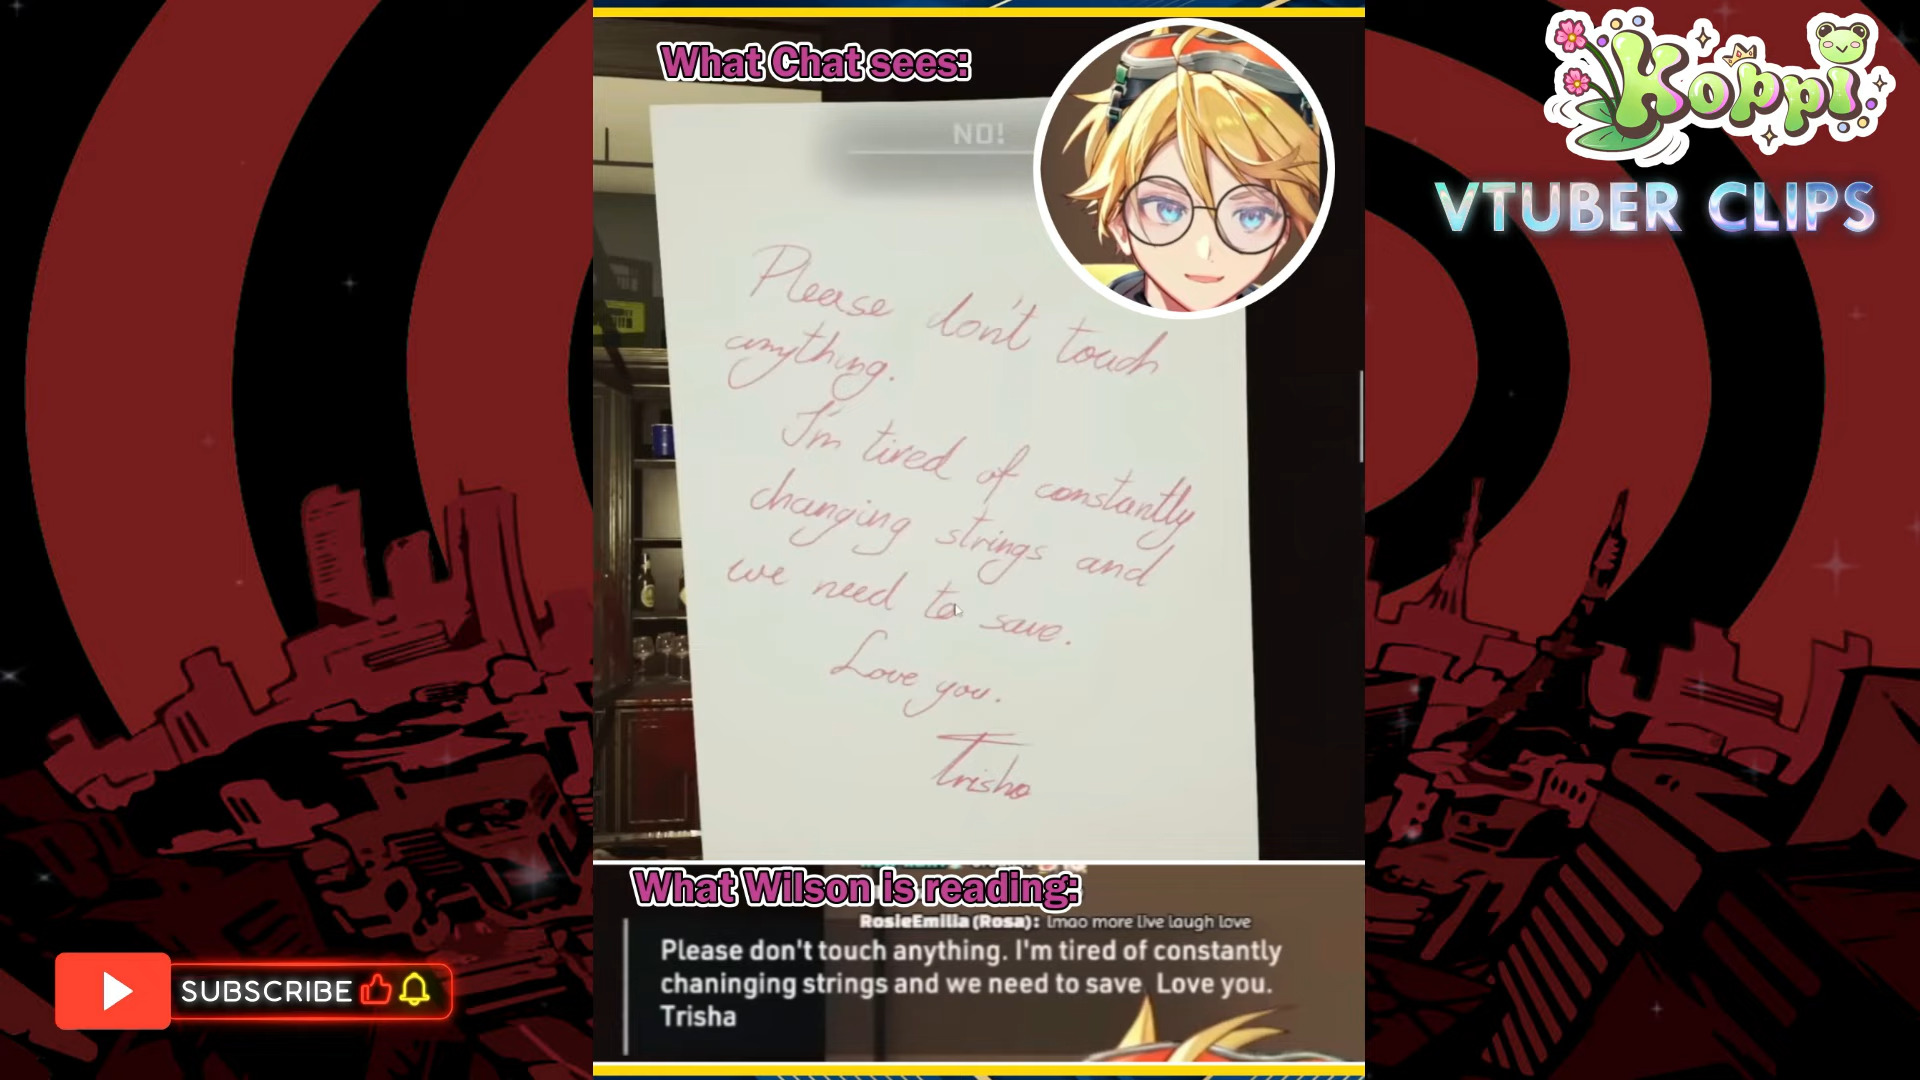 What Chat sees:
NO!
Please don't touch
anything.
I'm tired of constantly
changing strings and
we need to save.
Love you.
Trisha
What Wilson is reading:
RosieEmilia (Rosa): lmao more live laugh love
Please don't touch anything. I'm tired of constantly
chaninging strings and we need to save Love you.
Trisha
Koppi
VTUBER CLIPS
SUBSCRIBE